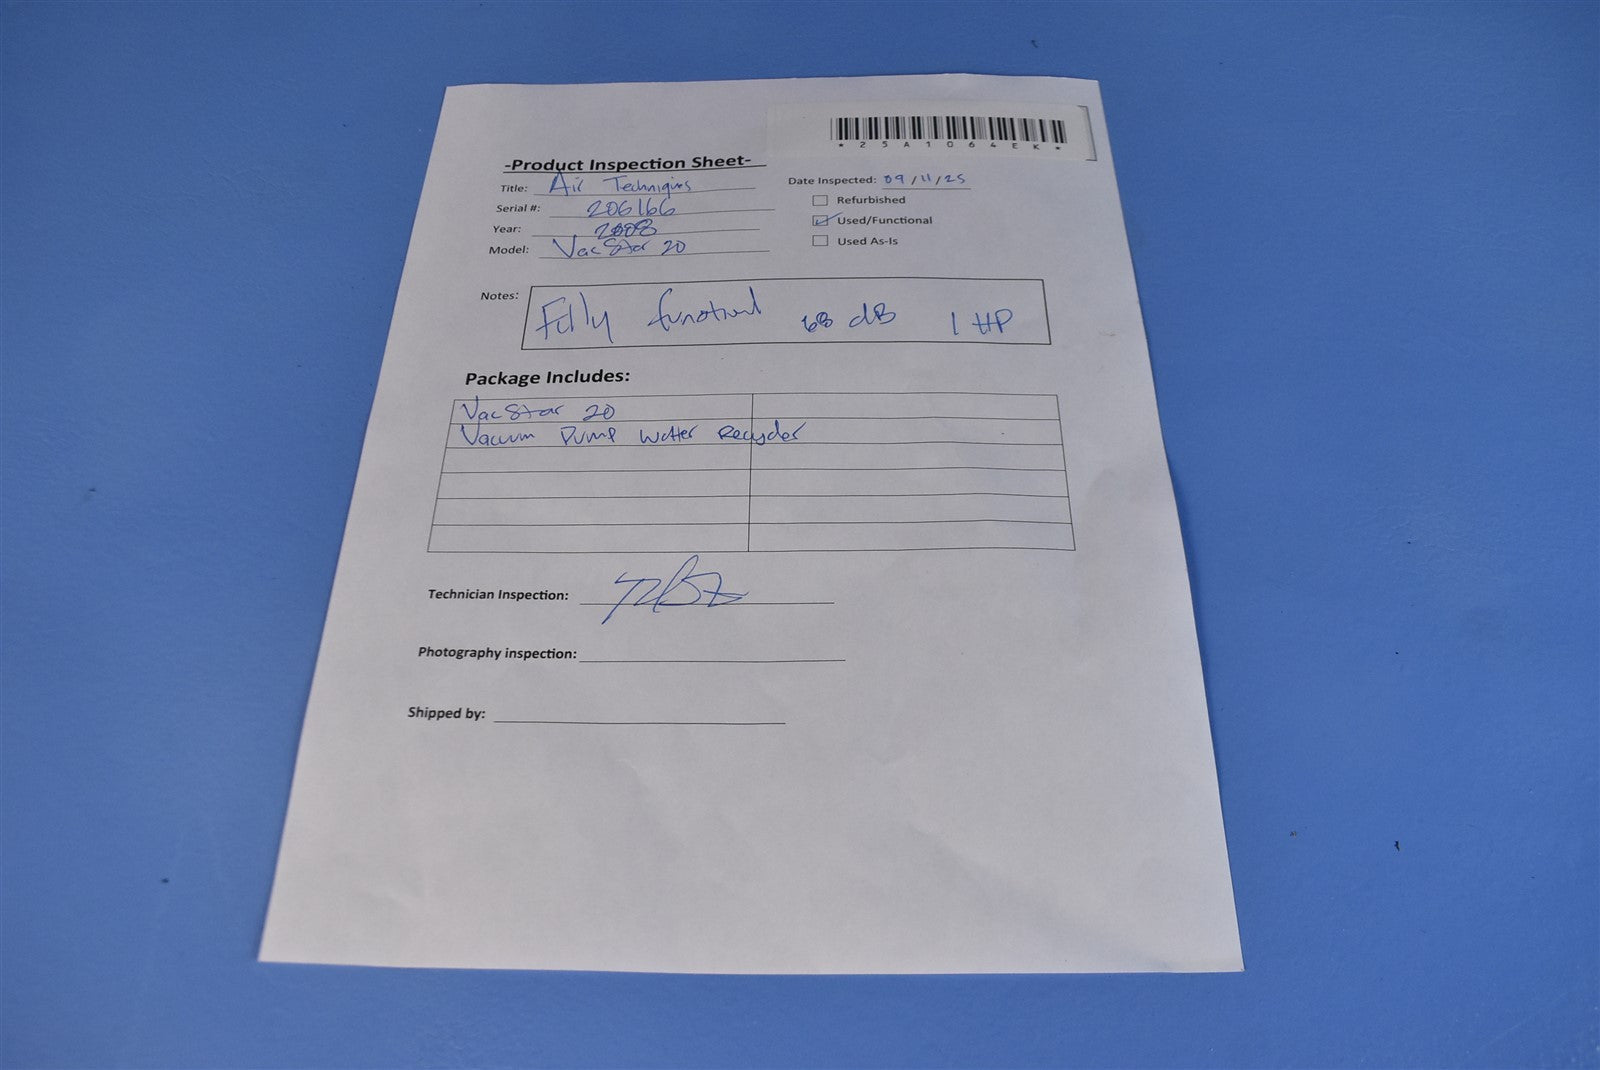 *25A1064EK*
-Product Inspection Sheet-
Title: Air Techniques
Date Inspected: 09/11/25
Serial #: 206166
Refurbished
Year: 2008
Used/Functional
Model: VacStar 20
Used As-Is
Notes: Fully functional 68 dB 1 HP
Package Includes:
VacStar 20
Vacuum Pump Water Recycler
Technician Inspection:
Photography inspection:
Shipped by: